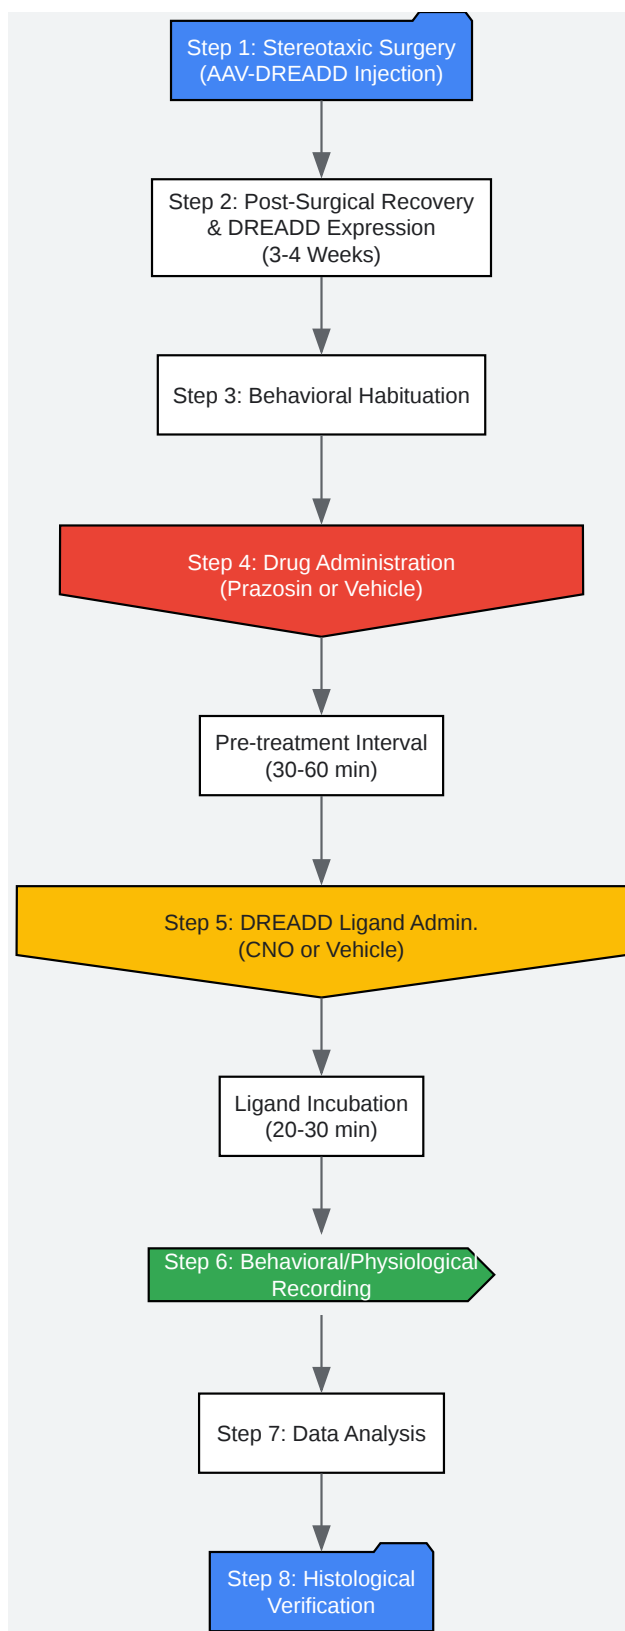 Step 1: Stereotaxic Surgery
(AAV-DREADD Injection)
Step 2: Post-Surgical Recovery
& DREADD Expression
(3-4 Weeks)
Step 3: Behavioral Habituation
Step 4: Drug Administration
(Prazosin or Vehicle)
Pre-treatment Interval
(30-60 min)
Step 5: DREADD Ligand Admin.
(CNO or Vehicle)
Ligand Incubation
(20-30 min)
Step 6: Behavioral/Physiological
Recording
Step 7: Data Analysis
Step 8: Histological
Verification